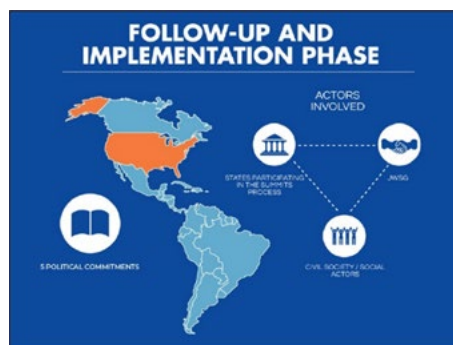 FOLLOW-UP AND
IMPLEMENTATION PHASE
ACTORS
INVOLVED
STATES PARTICIPATING
IN THE SUMMITS
PROCESS
JWSG
5 POLITICAL COMMITMENTS
CIVIL SOCIETY / SOCIAL
ACTORS